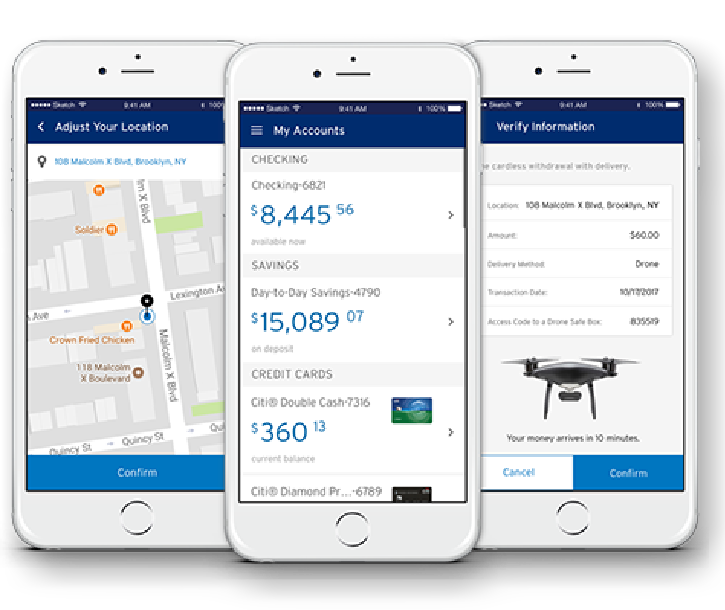 Sketch
9:41 AM
100%
Adjust Your Location
108 Malcolm X Blvd, Brooklyn, NY
X Blvd
Soldier
Lexington Av
Ave
Crown Fried Chicken
Malcolm X Blvd
118 Malcolm
X Boulevard
Quincy St
Quincy St
Qu
Confirm
Sketch
9:41 AM
100%
My Accounts
CHECKING
Checking-6821
$8,445 56
available now
SAVINGS
Day-to-Day Savings-4790
$15,089 07
on deposit
CREDIT CARDS
Citi® Double Cash-7316
$360 13
current balance
Citi® Diamond Pr...-6789
Sketch
9:41 AM
100%
Verify Information
cardless withdrawal with delivery.
Location: 108 Malcolm X Blvd, Brooklyn, NY
Amount: $60.00
Delivery Method: Drone
Transaction Date: 10/17/2017
Access Code to a Drone Safe Box: 835519
Your money arrives in 10 minutes.
Cancel
Confirm